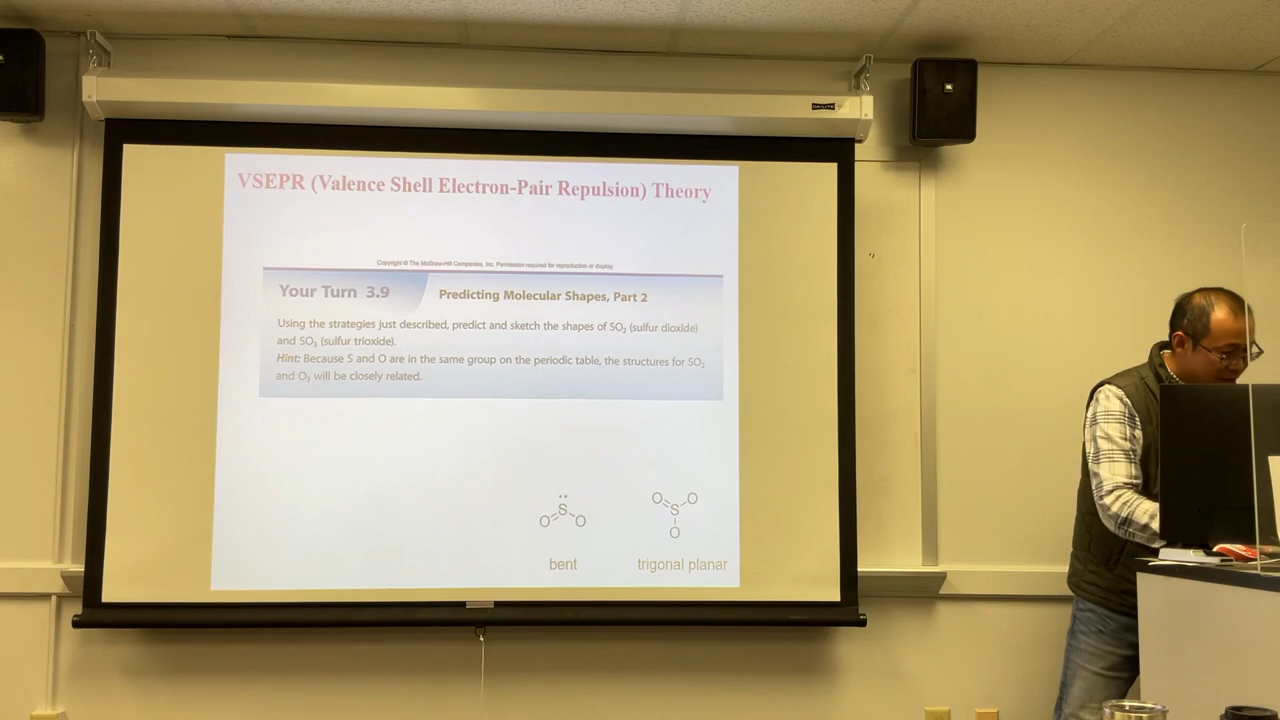 DA-LITE
JBL
VSEPR (Valence Shell Electron-Pair Repulsion) Theory
Copyright © The McGraw-Hill Companies, Inc. Permission required for reproduction or display.
Your Turn 3.9
Predicting Molecular Shapes, Part 2
Using the strategies just described, predict and sketch the shapes of SO₂ (sulfur dioxide)
and SO₃ (sulfur trioxide).
Hint: Because S and O are in the same group on the periodic table, the structures for SO₂
and O₃ will be closely related.
S
O O
O O
S
O
bent
trigonal planar